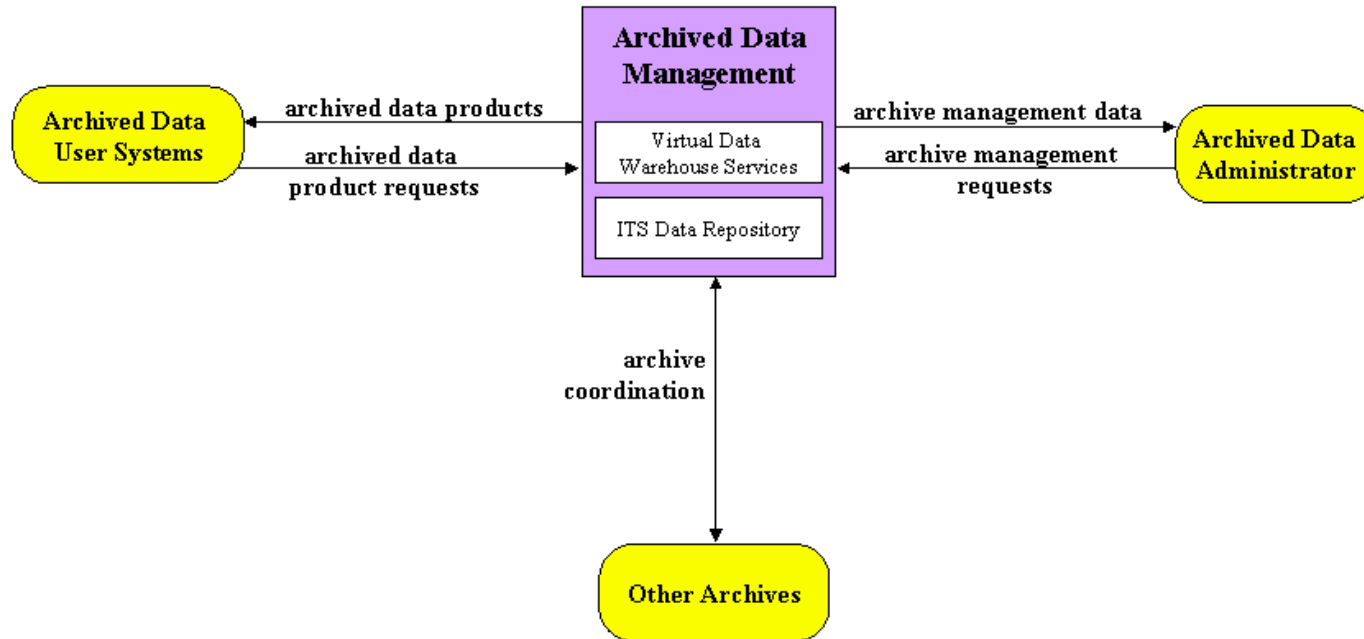 Archived Data
Management
Virtual Data
Warehouse Services
ITS Data Repository
Archived Data
User Systems
archived data products
archived data
product requests
archive management data
archive management
requests
Archived Data
Administrator
archive
coordination
Other Archives